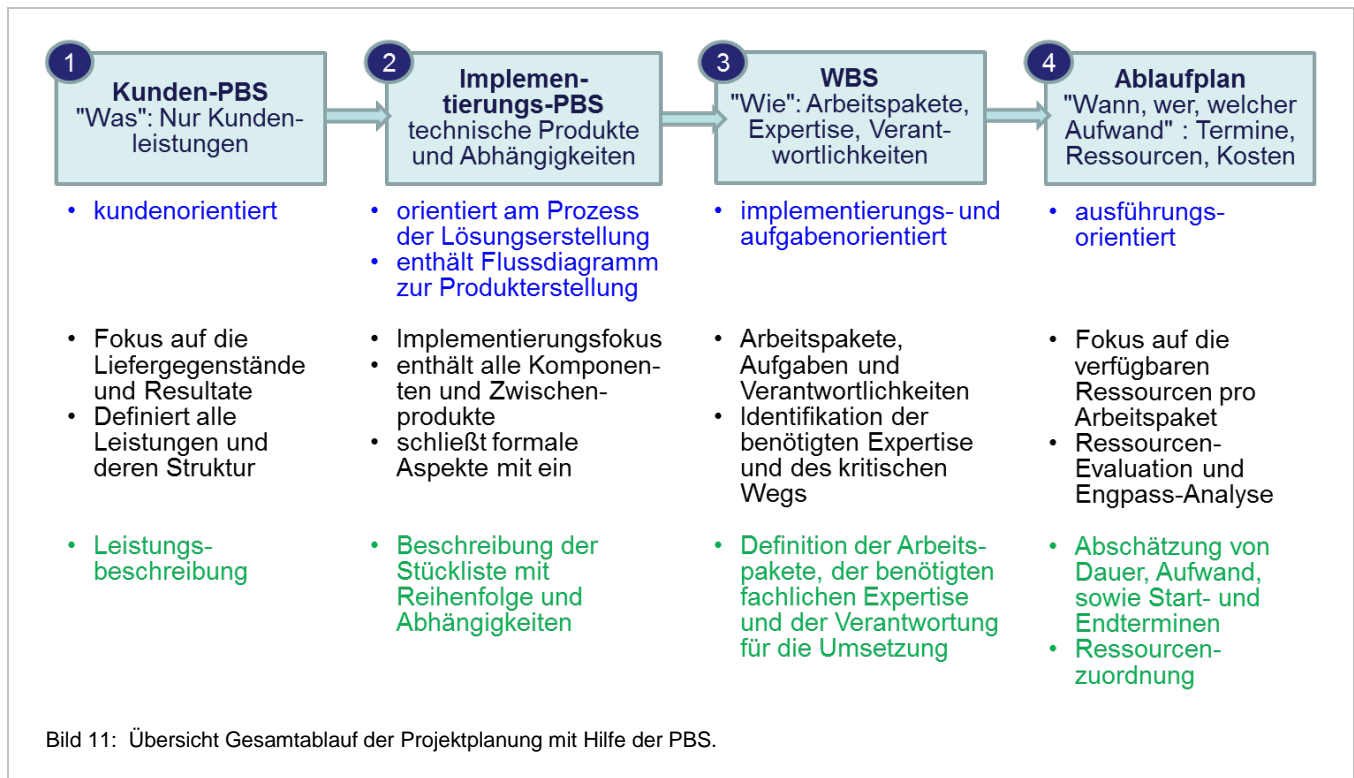 1
Kunden-PBS
"Was": Nur Kunden-
leistungen
2
Implemen-
tierungs-PBS
technische Produkte
und Abhängigkeiten
3
WBS
"Wie": Arbeitspakete,
Expertise, Verant-
wortlichkeiten
4
Ablaufplan
"Wann, wer, welcher
Aufwand" : Termine,
Ressourcen, Kosten
• kundenorientiert
• orientiert am Prozess
der Lösungserstellung
• enthält Flussdiagramm
zur Produkterstellung
• implementierungs- und
aufgabenorientiert
• ausführungs-
orientiert
• Fokus auf die
Liefergegenstände
und Resultate
• Definiert alle
Leistungen und
deren Struktur
• Implementierungsfokus
• enthält alle Komponen-
ten und Zwischen-
produkte
• schließt formale
Aspekte mit ein
• Arbeitspakete,
Aufgaben und
Verantwortlichkeiten
• Identifikation der
benötigten Expertise
und des kritischen
Wegs
• Fokus auf die
verfügbaren
Ressourcen pro
Arbeitspaket
• Ressourcen-
Evaluation und
Engpass-Analyse
• Leistungs-
beschreibung
• Beschreibung der
Stückliste mit
Reihenfolge und
Abhängigkeiten
• Definition der Arbeits-
pakete, der benötigten
fachlichen Expertise
und der Verantwortung
für die Umsetzung
• Abschätzung von
Dauer, Aufwand,
sowie Start- und
Endterminen
• Ressourcen-
zuordnung
Bild 11: Übersicht Gesamtablauf der Projektplanung mit Hilfe der PBS.